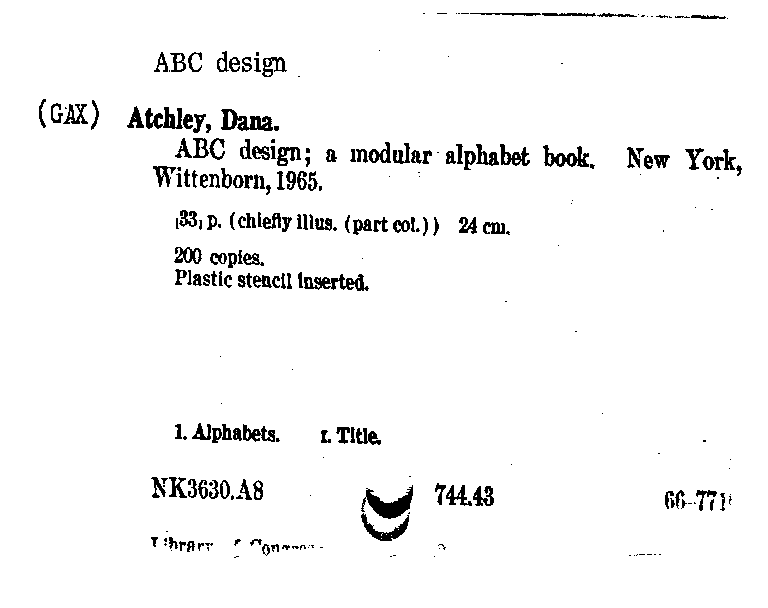 ABC design
(GAX) Atchley, Dana.
ABC design; a modular alphabet book. New York,
Wittenborn, 1965.
[33] p. (chiefly illus. (part col.)) 24 cm.
200 copies.
Plastic stencil inserted.
1. Alphabets. I. Title.
NK3630.A8 744.43 66-771
Library of Congress